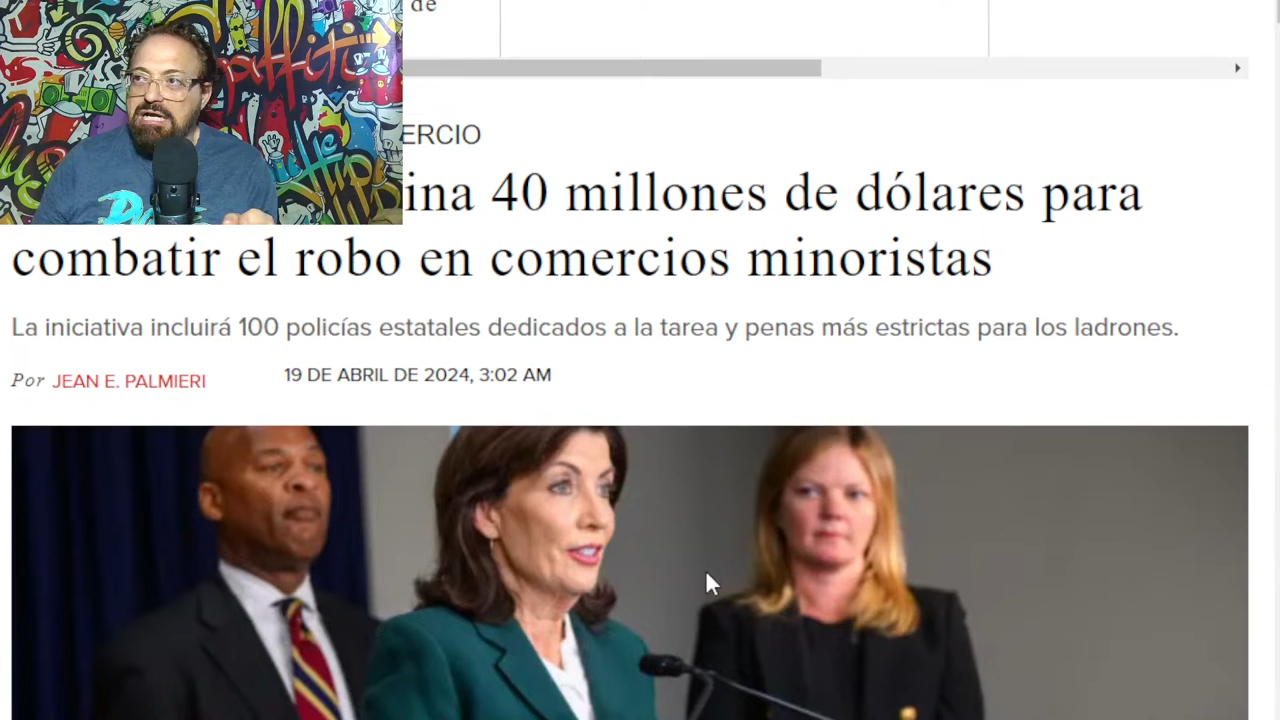 de
ERCIO
ina 40 millones de dólares para
combatir el robo en comercios minoristas
La iniciativa incluirá 100 policías estatales dedicados a la tarea y penas más estrictas para los ladrones.
Por JEAN E. PALMIERI 19 DE ABRIL DE 2024, 3:02 AM